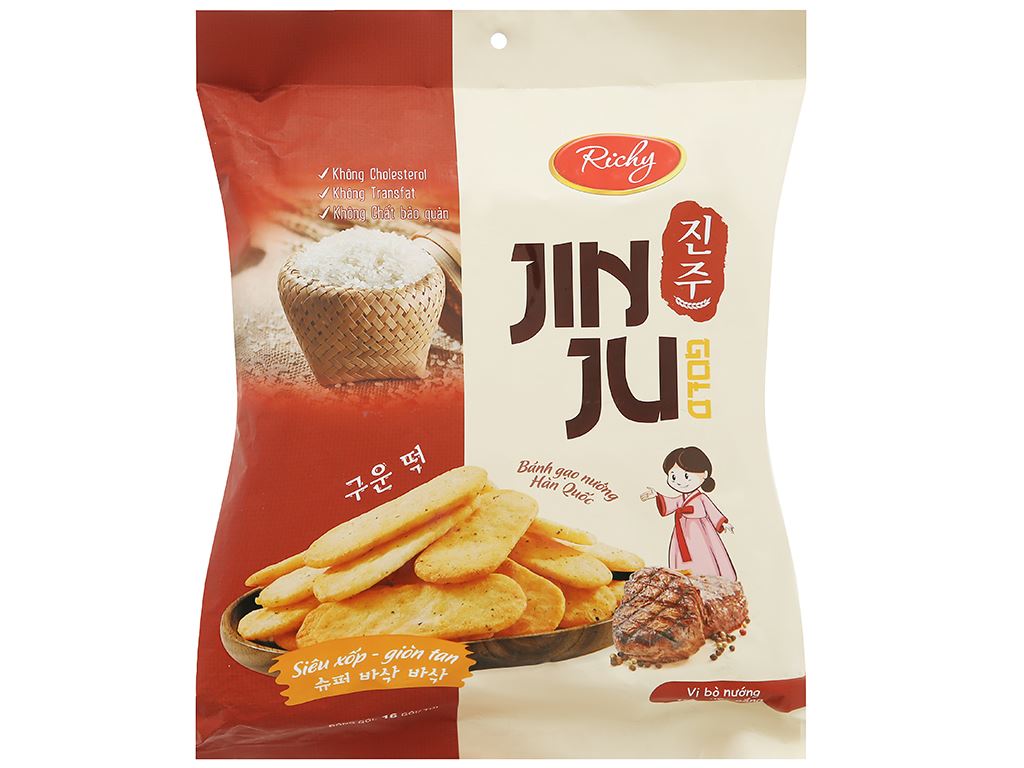 ✓ Không Cholesterol
✓ Không Transfat
✓ Không Chất bảo quản
Richy
JIN
JU
진주
GOLD
구운 떡
Bánh gạo nướng
Hàn Quốc
Siêu xốp - giòn tan
슈퍼 바삭 바삭
Vị bò nướng
16